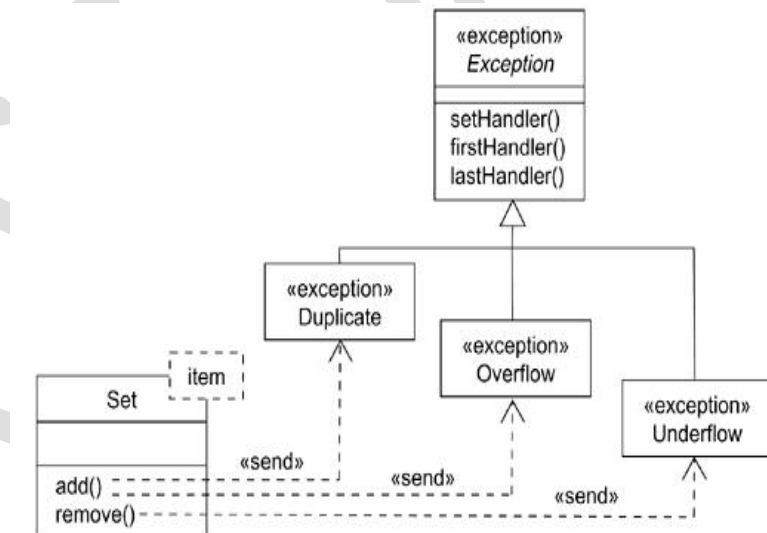 «exception»
Exception
setHandler()
firstHandler()
lastHandler()
«exception»
Duplicate
«exception»
Overflow
«exception»
Underflow
item
Set
«send»
«send»
«send»
add()
remove()